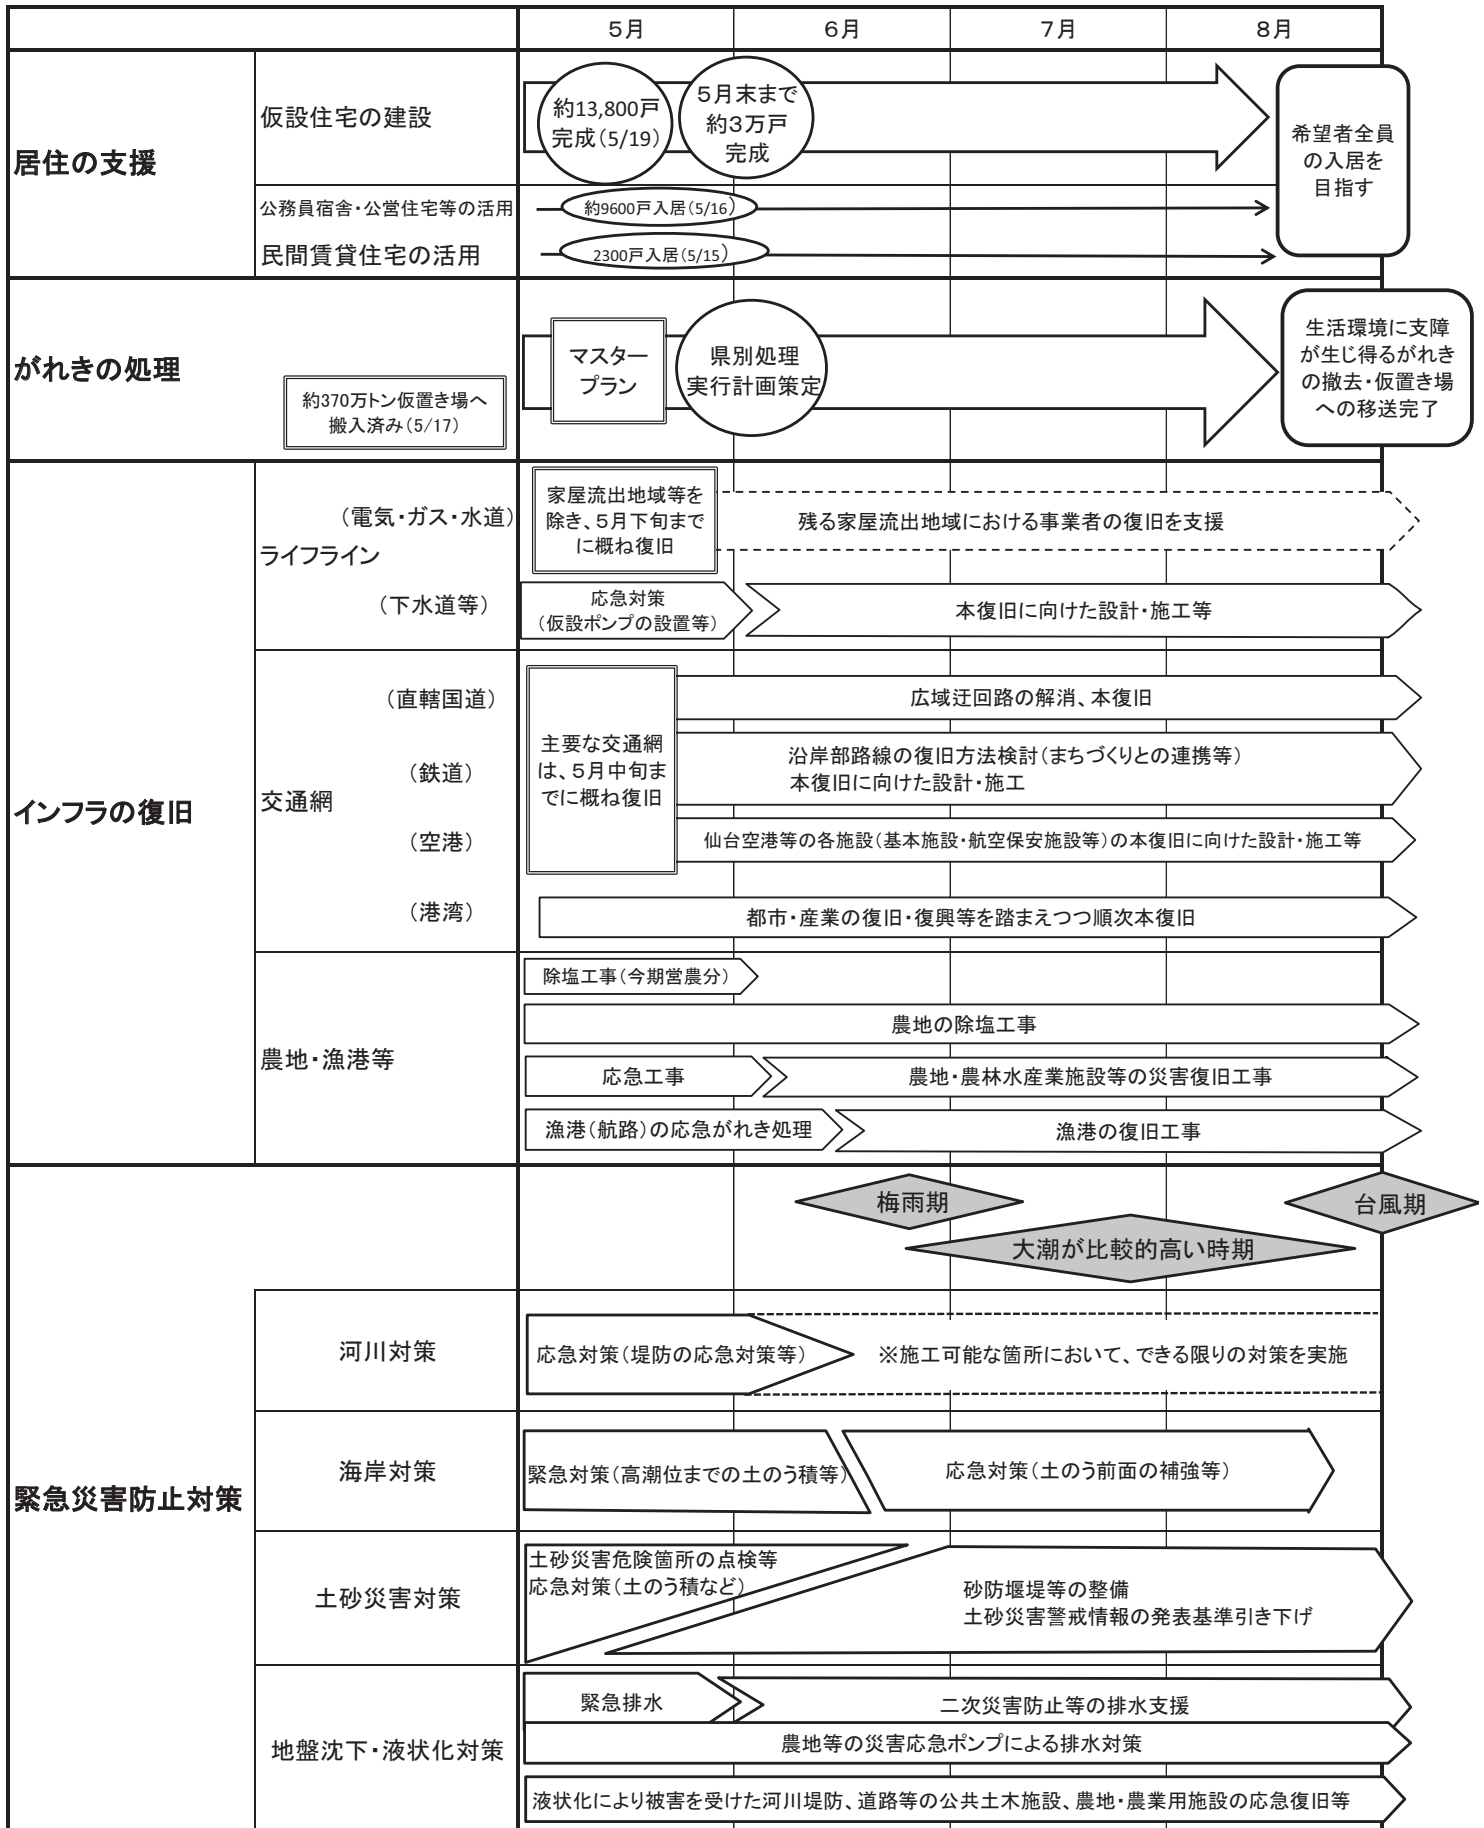 5月
6月
7月
8月
居住の支援
仮設住宅の建設
約13,800戸
完成(5/19)
5月末まで
約3万戸
完成
希望者全員
の入居を
目指す
公務員宿舎・公営住宅等の活用
約9600戸入居(5/16)
民間賃貸住宅の活用
2300戸入居(5/15)
がれきの処理
約370万トン仮置き場へ
搬入済み(5/17)
マスター
プラン
県別処理
実行計画策定
生活環境に支障
が生じ得るがれき
の撤去・仮置き場
への移送完了
インフラの復旧
(電気・ガス・水道)
ライフライン
(下水道等)
家屋流出地域等を
除き、5月下旬まで
に概ね復旧
残る家屋流出地域における事業者の復旧を支援
応急対策
(仮設ポンプの設置等)
本復旧に向けた設計・施工等
交通網
(直轄国道)
(鉄道)
(空港)
(港湾)
主要な交通網
は、5月中旬ま
でに概ね復旧
広域迂回路の解消、本復旧
沿岸部路線の復旧方法検討(まちづくりとの連携等)
本復旧に向けた設計・施工
仙台空港等の各施設(基本施設・航空保安施設等)の本復旧に向けた設計・施工等
都市・産業の復旧・復興等を踏まえつつ順次本復旧
農地・漁港等
除塩工事(今期営農分)
農地の除塩工事
応急工事
農地・農林水産業施設等の災害復旧工事
漁港(航路)の応急がれき処理
漁港の復旧工事
緊急災害防止対策
梅雨期
台風期
大潮が比較的高い時期
河川対策
応急対策(堤防の応急対策等)
※施工可能な箇所において、できる限りの対策を実施
海岸対策
緊急対策(高潮位までの土のう積等)
応急対策(土のう前面の補強等)
土砂災害対策
土砂災害危険箇所の点検等
応急対策(土のう積など)
砂防堰堤等の整備
土砂災害警戒情報の発表基準引き下げ
地盤沈下・液状化対策
緊急排水
二次災害防止等の排水支援
農地等の災害応急ポンプによる排水対策
液状化により被害を受けた河川堤防、道路等の公共土木施設、農地・農業用施設の応急復旧等